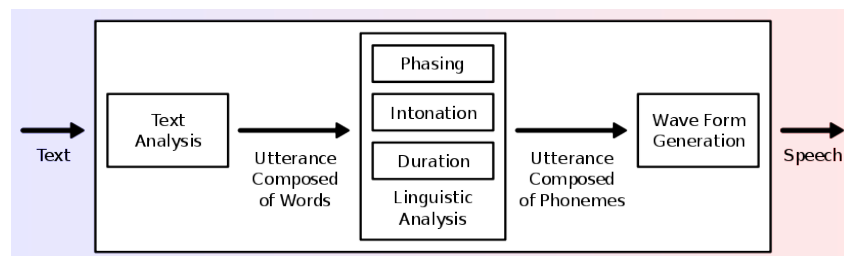 Text
Text
Analysis
Utterance
Composed
of Words
Phasing
Intonation
Duration
Linguistic
Analysis
Utterance
Composed
of Phonemes
Wave Form
Generation
Speech